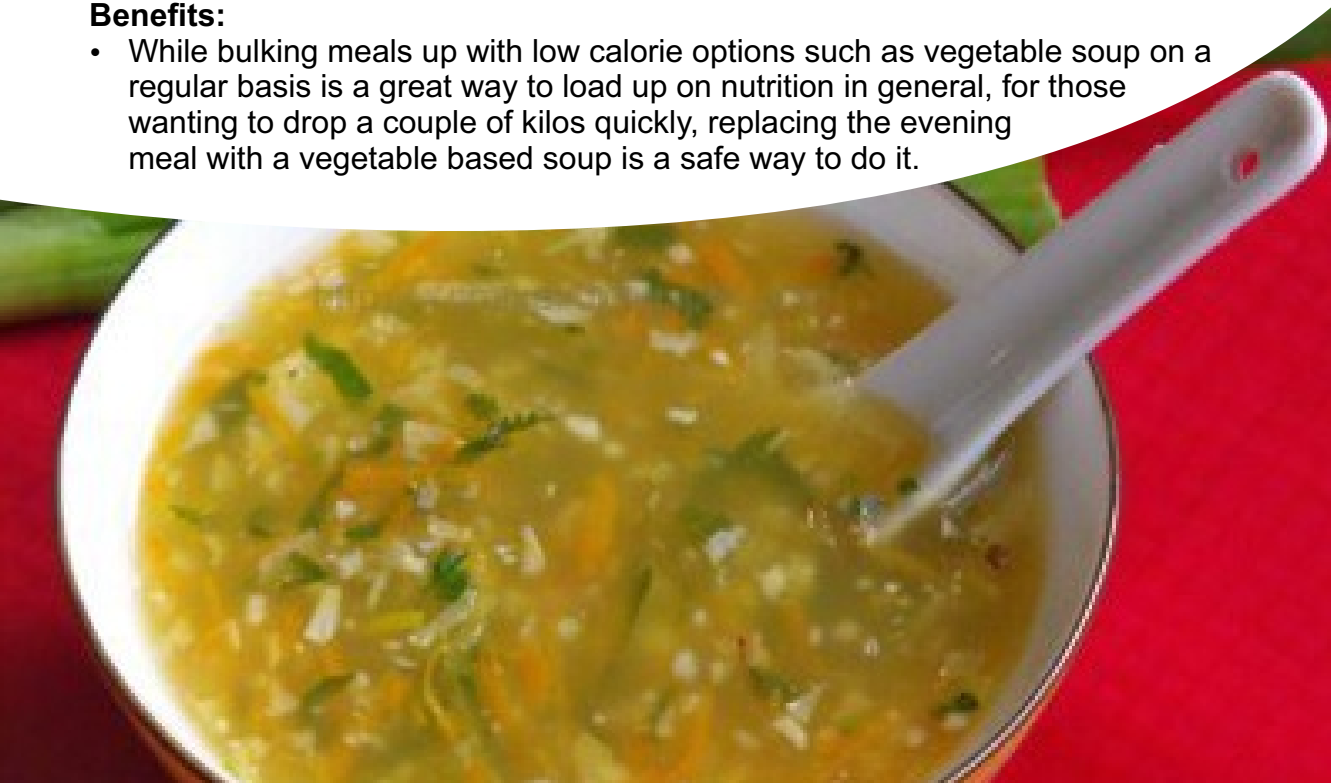 Benefits:
• While bulking meals up with low calorie options such as vegetable soup on a
regular basis is a great way to load up on nutrition in general, for those
wanting to drop a couple of kilos quickly, replacing the evening
meal with a vegetable based soup is a safe way to do it.